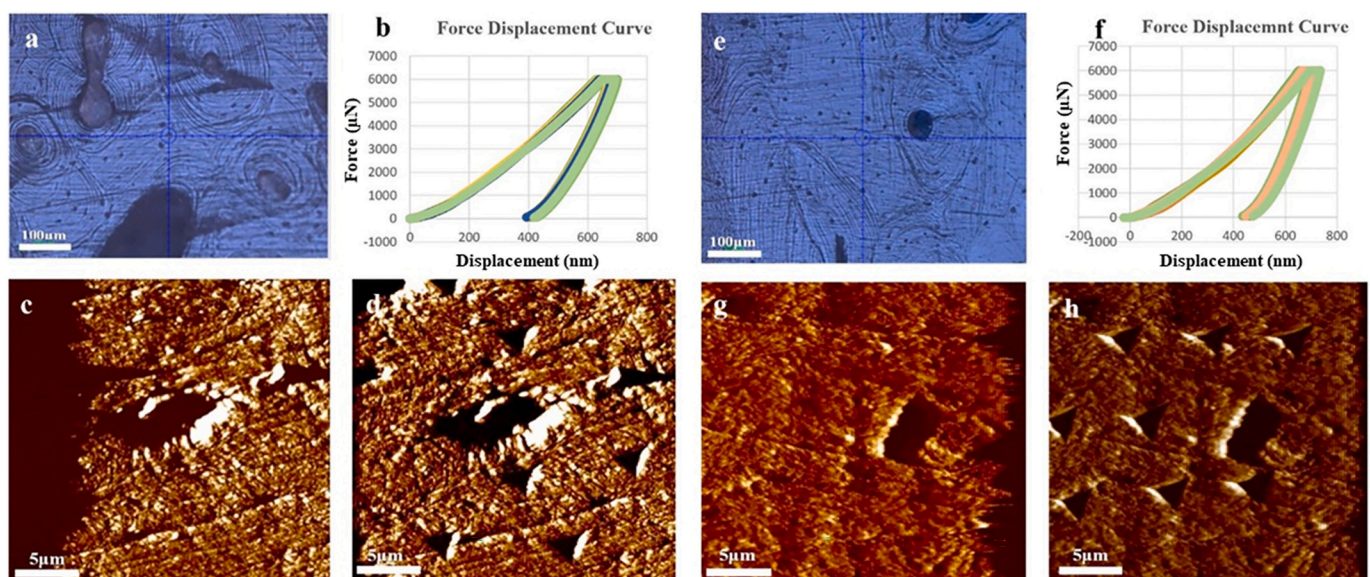 a
b
Force Displacement Curve
7000
6000
5000
4000
3000
2000
1000
0
-1000
0
200
400
600
800
Force (μN)
Displacement (nm)
100μm
e
100μm
f
Force Displacemnt Curve
7000
6000
5000
4000
3000
2000
1000
0
-1000
-200
0
200
400
600
800
Force (μN)
Displacement (nm)
c
5μm
d
5μm
g
5μm
h
5μm